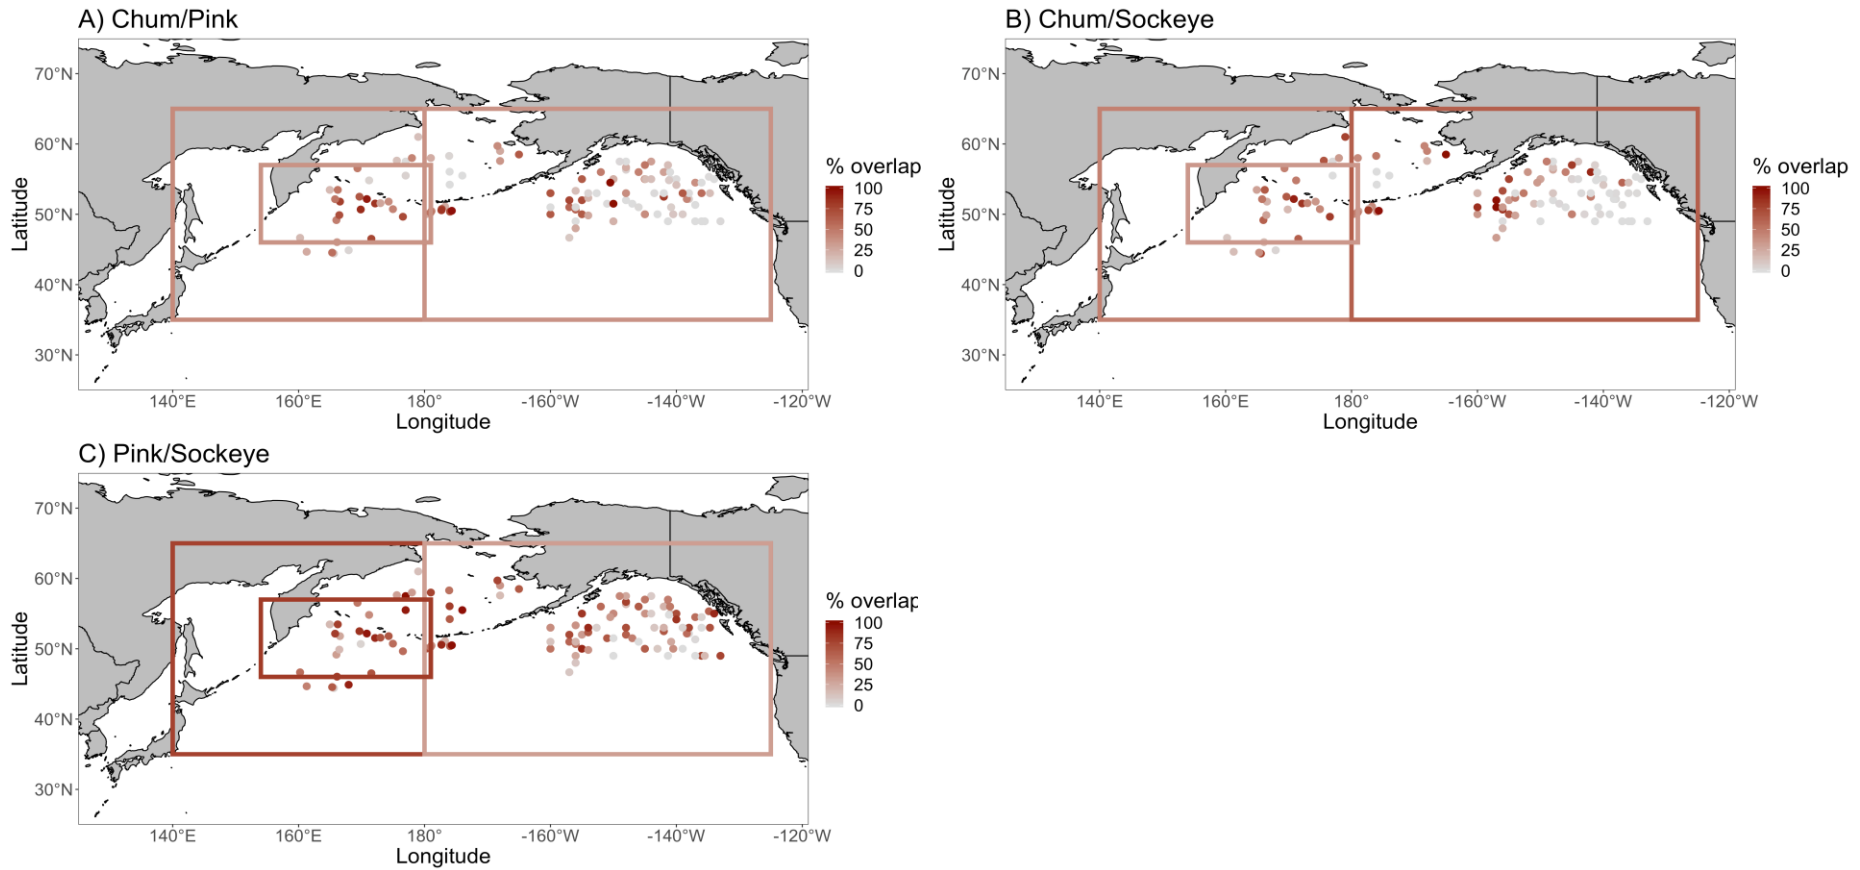 A) Chum/Pink
70°N
60°N
50°N
40°N
30°N
Latitude
140°E
160°E
180°
-160°W
-140°W
-120°W
Longitude
% overlap
100
75
50
25
0
B) Chum/Sockeye
70°N
60°N
50°N
40°N
30°N
Latitude
140°E
160°E
180°
-160°W
-140°W
-120°W
Longitude
% overlap
100
75
50
25
0
C) Pink/Sockeye
70°N
60°N
50°N
40°N
30°N
Latitude
140°E
160°E
180°
-160°W
-140°W
-120°W
Longitude
% overlap
100
75
50
25
0